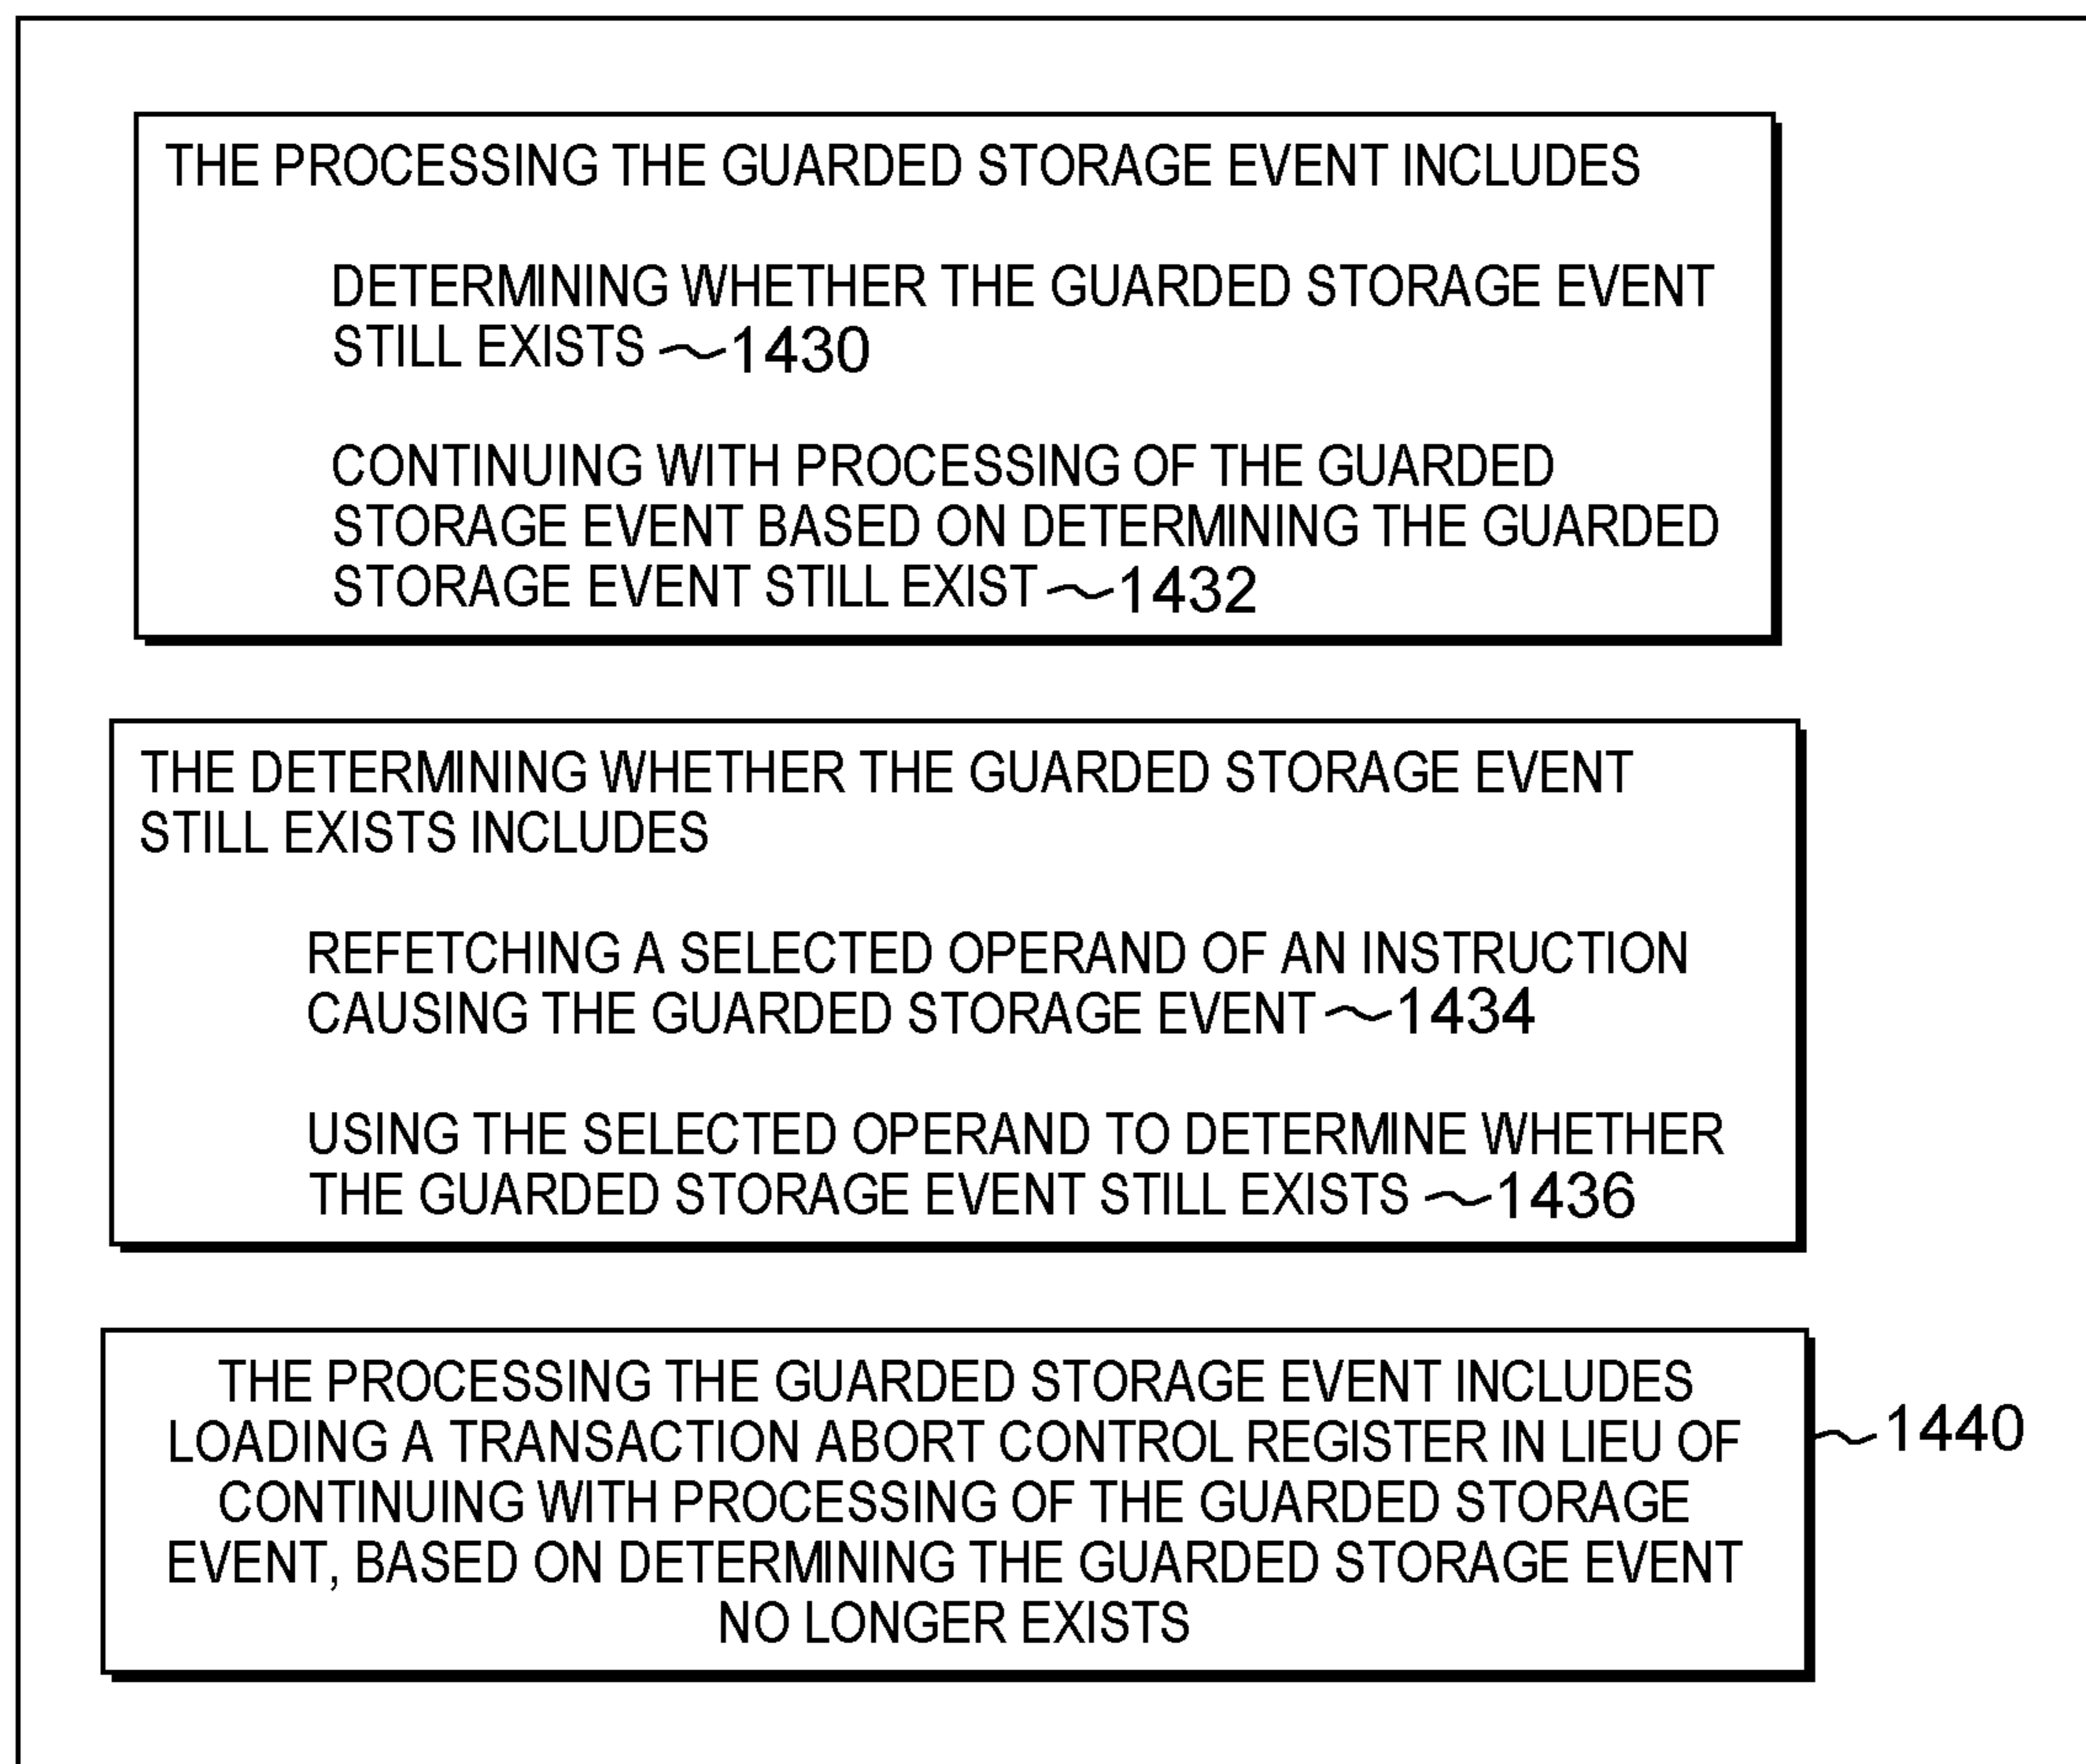 THE PROCESSING THE GUARDED STORAGE EVENT INCLUDES
DETERMINING WHETHER THE GUARDED STORAGE EVENT
STILL EXISTS 1430
CONTINUING WITH PROCESSING OF THE GUARDED
STORAGE EVENT BASED ON DETERMINING THE GUARDED
STORAGE EVENT STILL EXIST 1432
THE DETERMINING WHETHER THE GUARDED STORAGE EVENT
STILL EXISTS INCLUDES
REFETCHING A SELECTED OPERAND OF AN INSTRUCTION
CAUSING THE GUARDED STORAGE EVENT 1434
USING THE SELECTED OPERAND TO DETERMINE WHETHER
THE GUARDED STORAGE EVENT STILL EXISTS 1436
THE PROCESSING THE GUARDED STORAGE EVENT INCLUDES
LOADING A TRANSACTION ABORT CONTROL REGISTER IN LIEU OF
CONTINUING WITH PROCESSING OF THE GUARDED STORAGE
EVENT, BASED ON DETERMINING THE GUARDED STORAGE EVENT
NO LONGER EXISTS
1440